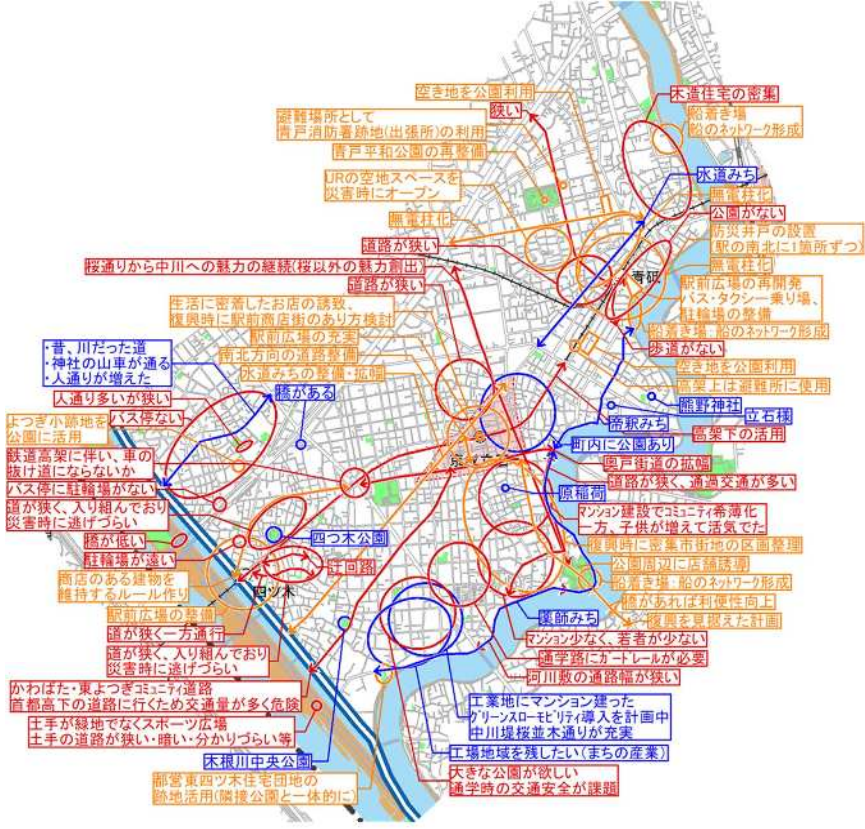 空き地を公園利用
木造住宅の密集
狭い
船着き場
船のネットワーク形成
避難場所として
青戸消防署跡地(出張所)の利用
青戸平和公園の再整備
水道みち
URの空地スペースを
災害時にオープン
無電柱化
公園がない
無電柱化
防災井戸の設置
(駅の南北に1箇所ずつ)
道路が狭い
無電柱化
桜通りから中川への魅力の継続(桜以外の魅力創出)
青砥
駅前広場の再開発
バス・タクシー乗り場、
駐輪場の整備
道路が狭い
生活に密着したお店の誘致、
復興時に駅前商店街のあり方検討
船着き場・船のネットワーク形成
駅前広場の充実
歩道がない
南北方向の道路整備
・昔、川だった道
・神社の山車が通る
・人通りが増えた
空き地を公園利用
水道みちの整備・拡幅
高架上は避難所に使用
橋がある
熊野神社
人通り多いが狭い
立石様
帝釈みち
バス停ない
高架下の活用
よつぎ小跡地を
公園に活用
町内に公園あり
鉄道高架に伴い、車の
抜け道にならないか
奥戸街道の拡幅
道路が狭く、通過交通が多い
バス停に駐輪場がない
原稲荷
マンション建設でコミュニティ希薄化
一方、子供が増えて活気でた
道が狭く、入り組んでおり
災害時に逃げづらい
四つ木公園
橋が低い
復興時に密集市街地の区画整理
駐輪場が遠い
迂回路
公園周辺に店舗誘導
商店のある建物を
維持するルール作り
船着き場・船のネットワーク形成
四ツ木
橋があれば利便性向上
駅前広場の整備
薬師みち
復興を見据えた計画
道が狭く一方通行
マンション少なく、若者が少ない
道が狭く、入り組んでおり
災害時に逃げづらい
通学路にガードレールが必要
河川敷の通路幅が狭い
かわばた・東よつぎコミュニティ道路
首都高下の道路に行くため交通量が多く危険
工業地にマンション建った
グリーンスローモビリティ導入を計画中
中川堤桜並木通りが充実
土手が緑地でなくスポーツ広場
土手の道路が狭い・暗い・分かりづらい等
工場地域を残したい(まちの産業)
木根川中央公園
大きな公園が欲しい
通学時の交通安全が課題
都営東四ツ木住宅団地の
跡地活用(隣接公園と一体的に)